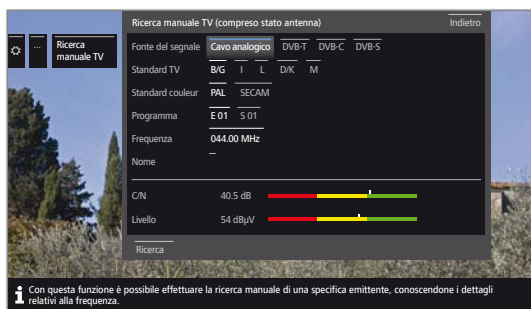 Ricerca manuale TV (compreso stato antenna) Indietro
... Ricerca manuale TV
Fonte del segnale Cavo analogico DVB-T DVB-C DVB-S
Standard TV B/G I L D/K M
Standard couleur PAL SECAM
Programma E 01 S 01
Frequenza 044.00 MHz
Nome –
C/N 40.5 dB
Livello 54 dBµV
Ricerca
Con questa funzione è possibile effettuare la ricerca manuale di una specifica emittente, conoscendone i dettagli
relativi alla frequenza.